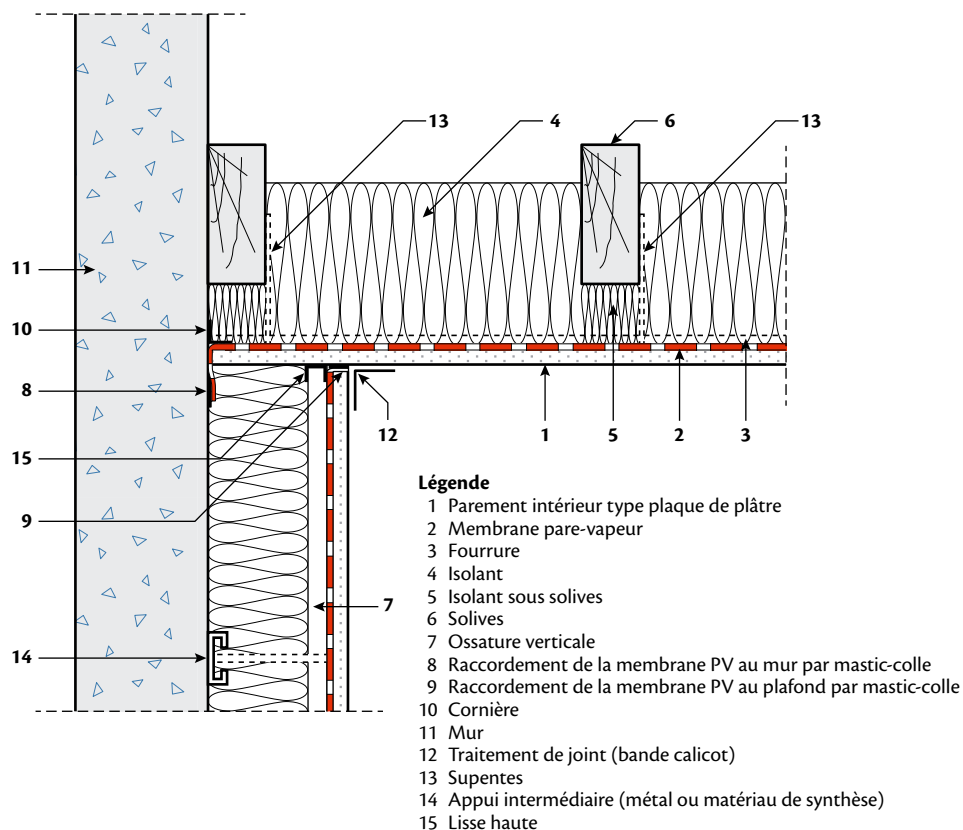 13
4
6
13
11
10
8
15
9
14
12
1
5
2
3
7
Légende
1 Parement intérieur type plaque de plâtre
2 Membrane pare-vapeur
3 Fourrure
4 Isolant
5 Isolant sous solives
6 Solives
7 Ossature verticale
8 Raccordement de la membrane PV au mur par mastic-colle
9 Raccordement de la membrane PV au plafond par mastic-colle
10 Cornière
11 Mur
12 Traitement de joint (bande calicot)
13 Supentes
14 Appui intermédiaire (métal ou matériau de synthèse)
15 Lisse haute